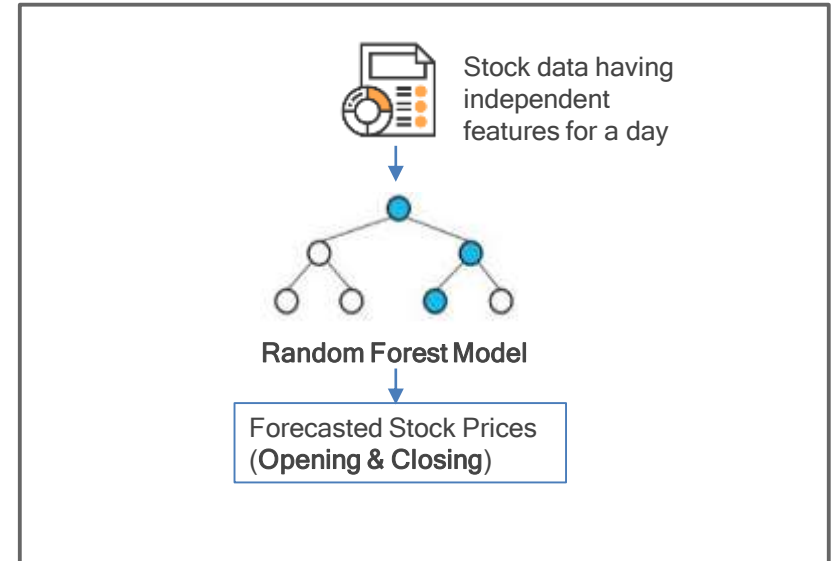 Stock data having
independent
features for a day
Random Forest Model
Forecasted Stock Prices
(Opening & Closing)